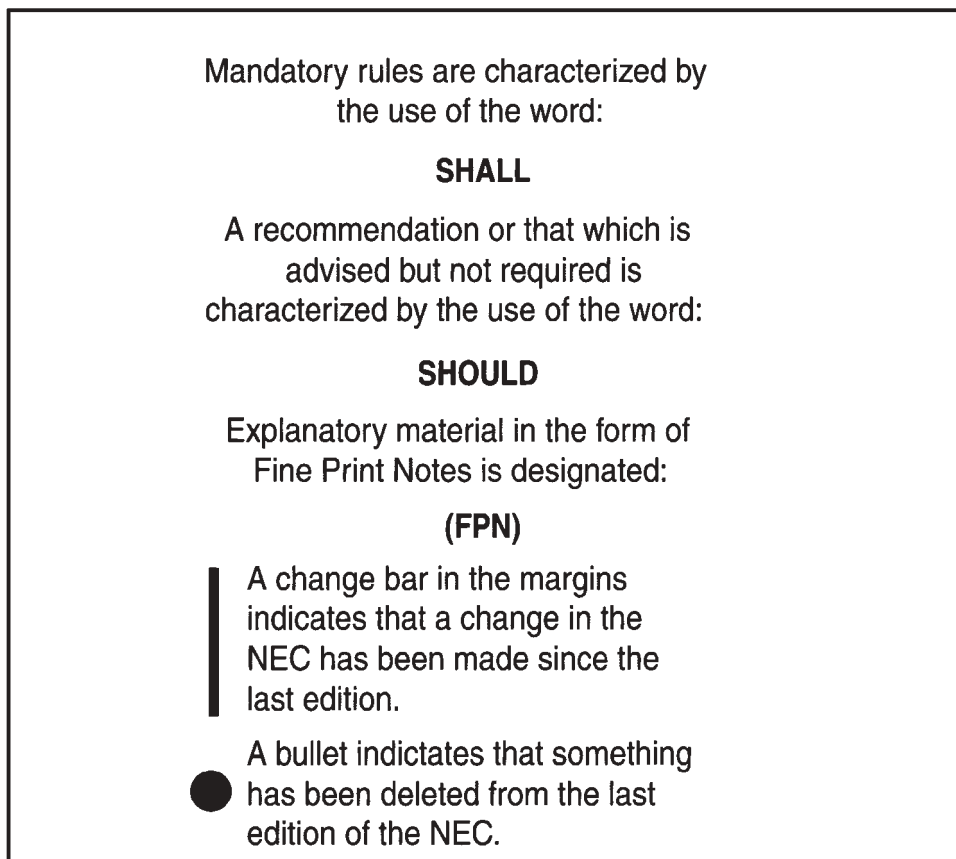 Mandatory rules are characterized by
the use of the word:
SHALL
A recommendation or that which is
advised but not required is
characterized by the use of the word:
SHOULD
Explanatory material in the form of
Fine Print Notes is designated:
(FPN)
A change bar in the margins
indicates that a change in the
NEC has been made since the
last edition.
A bullet indictates that something
has been deleted from the last
edition of the NEC.